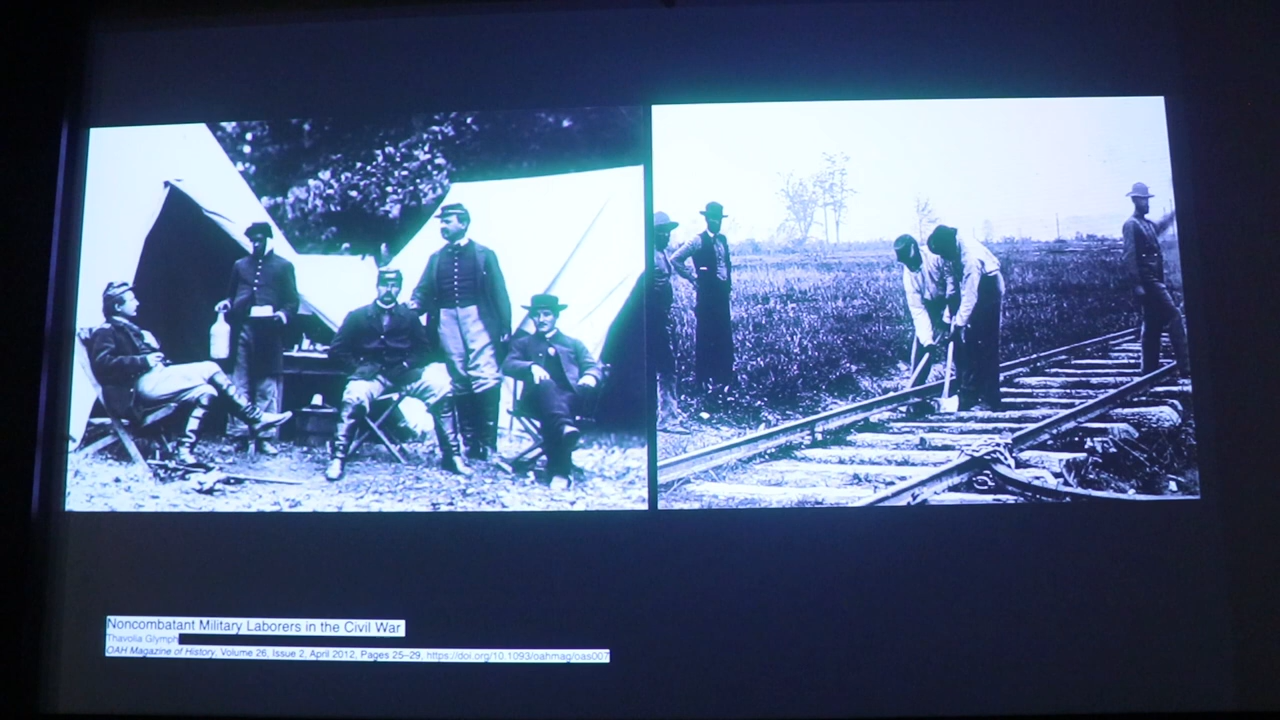 Noncombatant Military Laborers in the Civil War
Thavolia Glymph
OAH Magazine of History, Volume 26, Issue 2, April 2012, Pages 25–29, https://doi.org/10.1093/oahmag/oas007